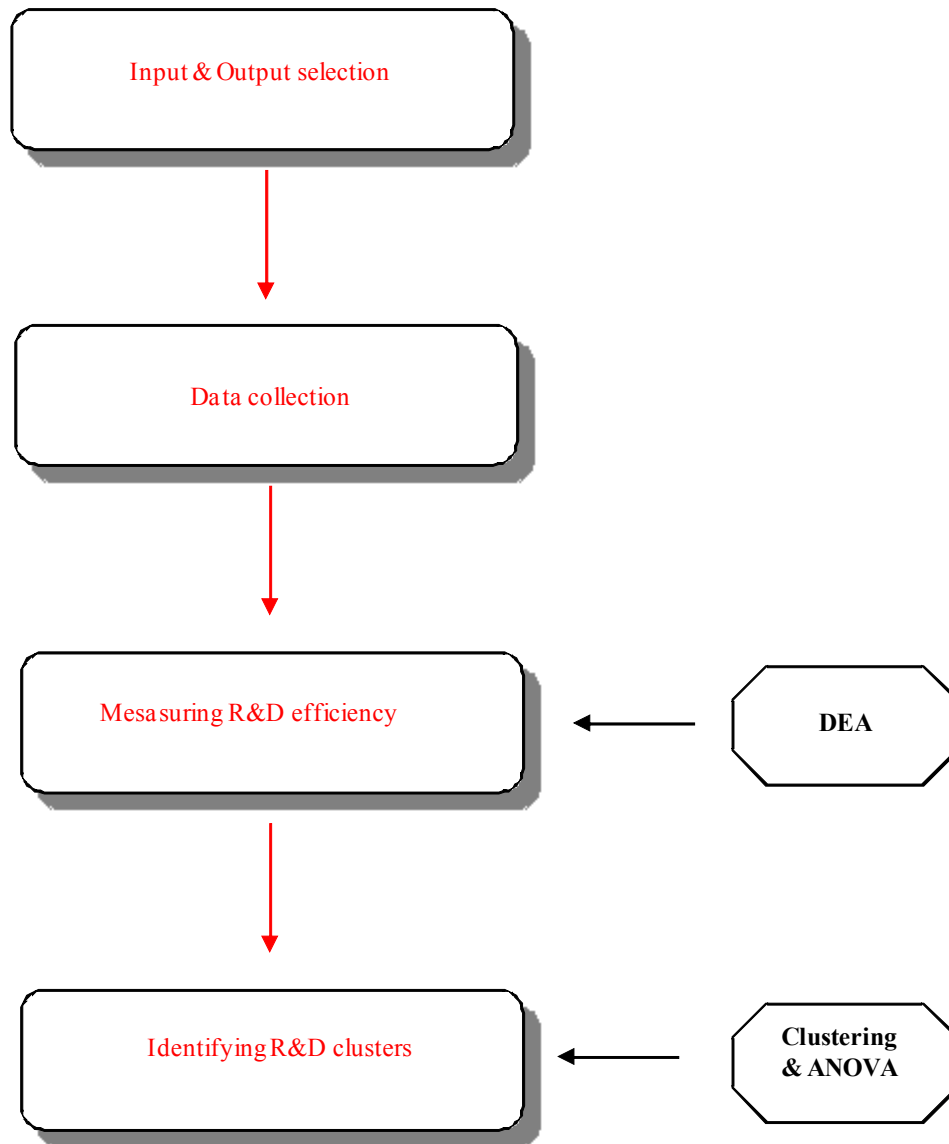 Input & Output selection
Data collection
Mesasuring R&D efficiency
DEA
Identifying R&D clusters
Clustering
& ANOVA